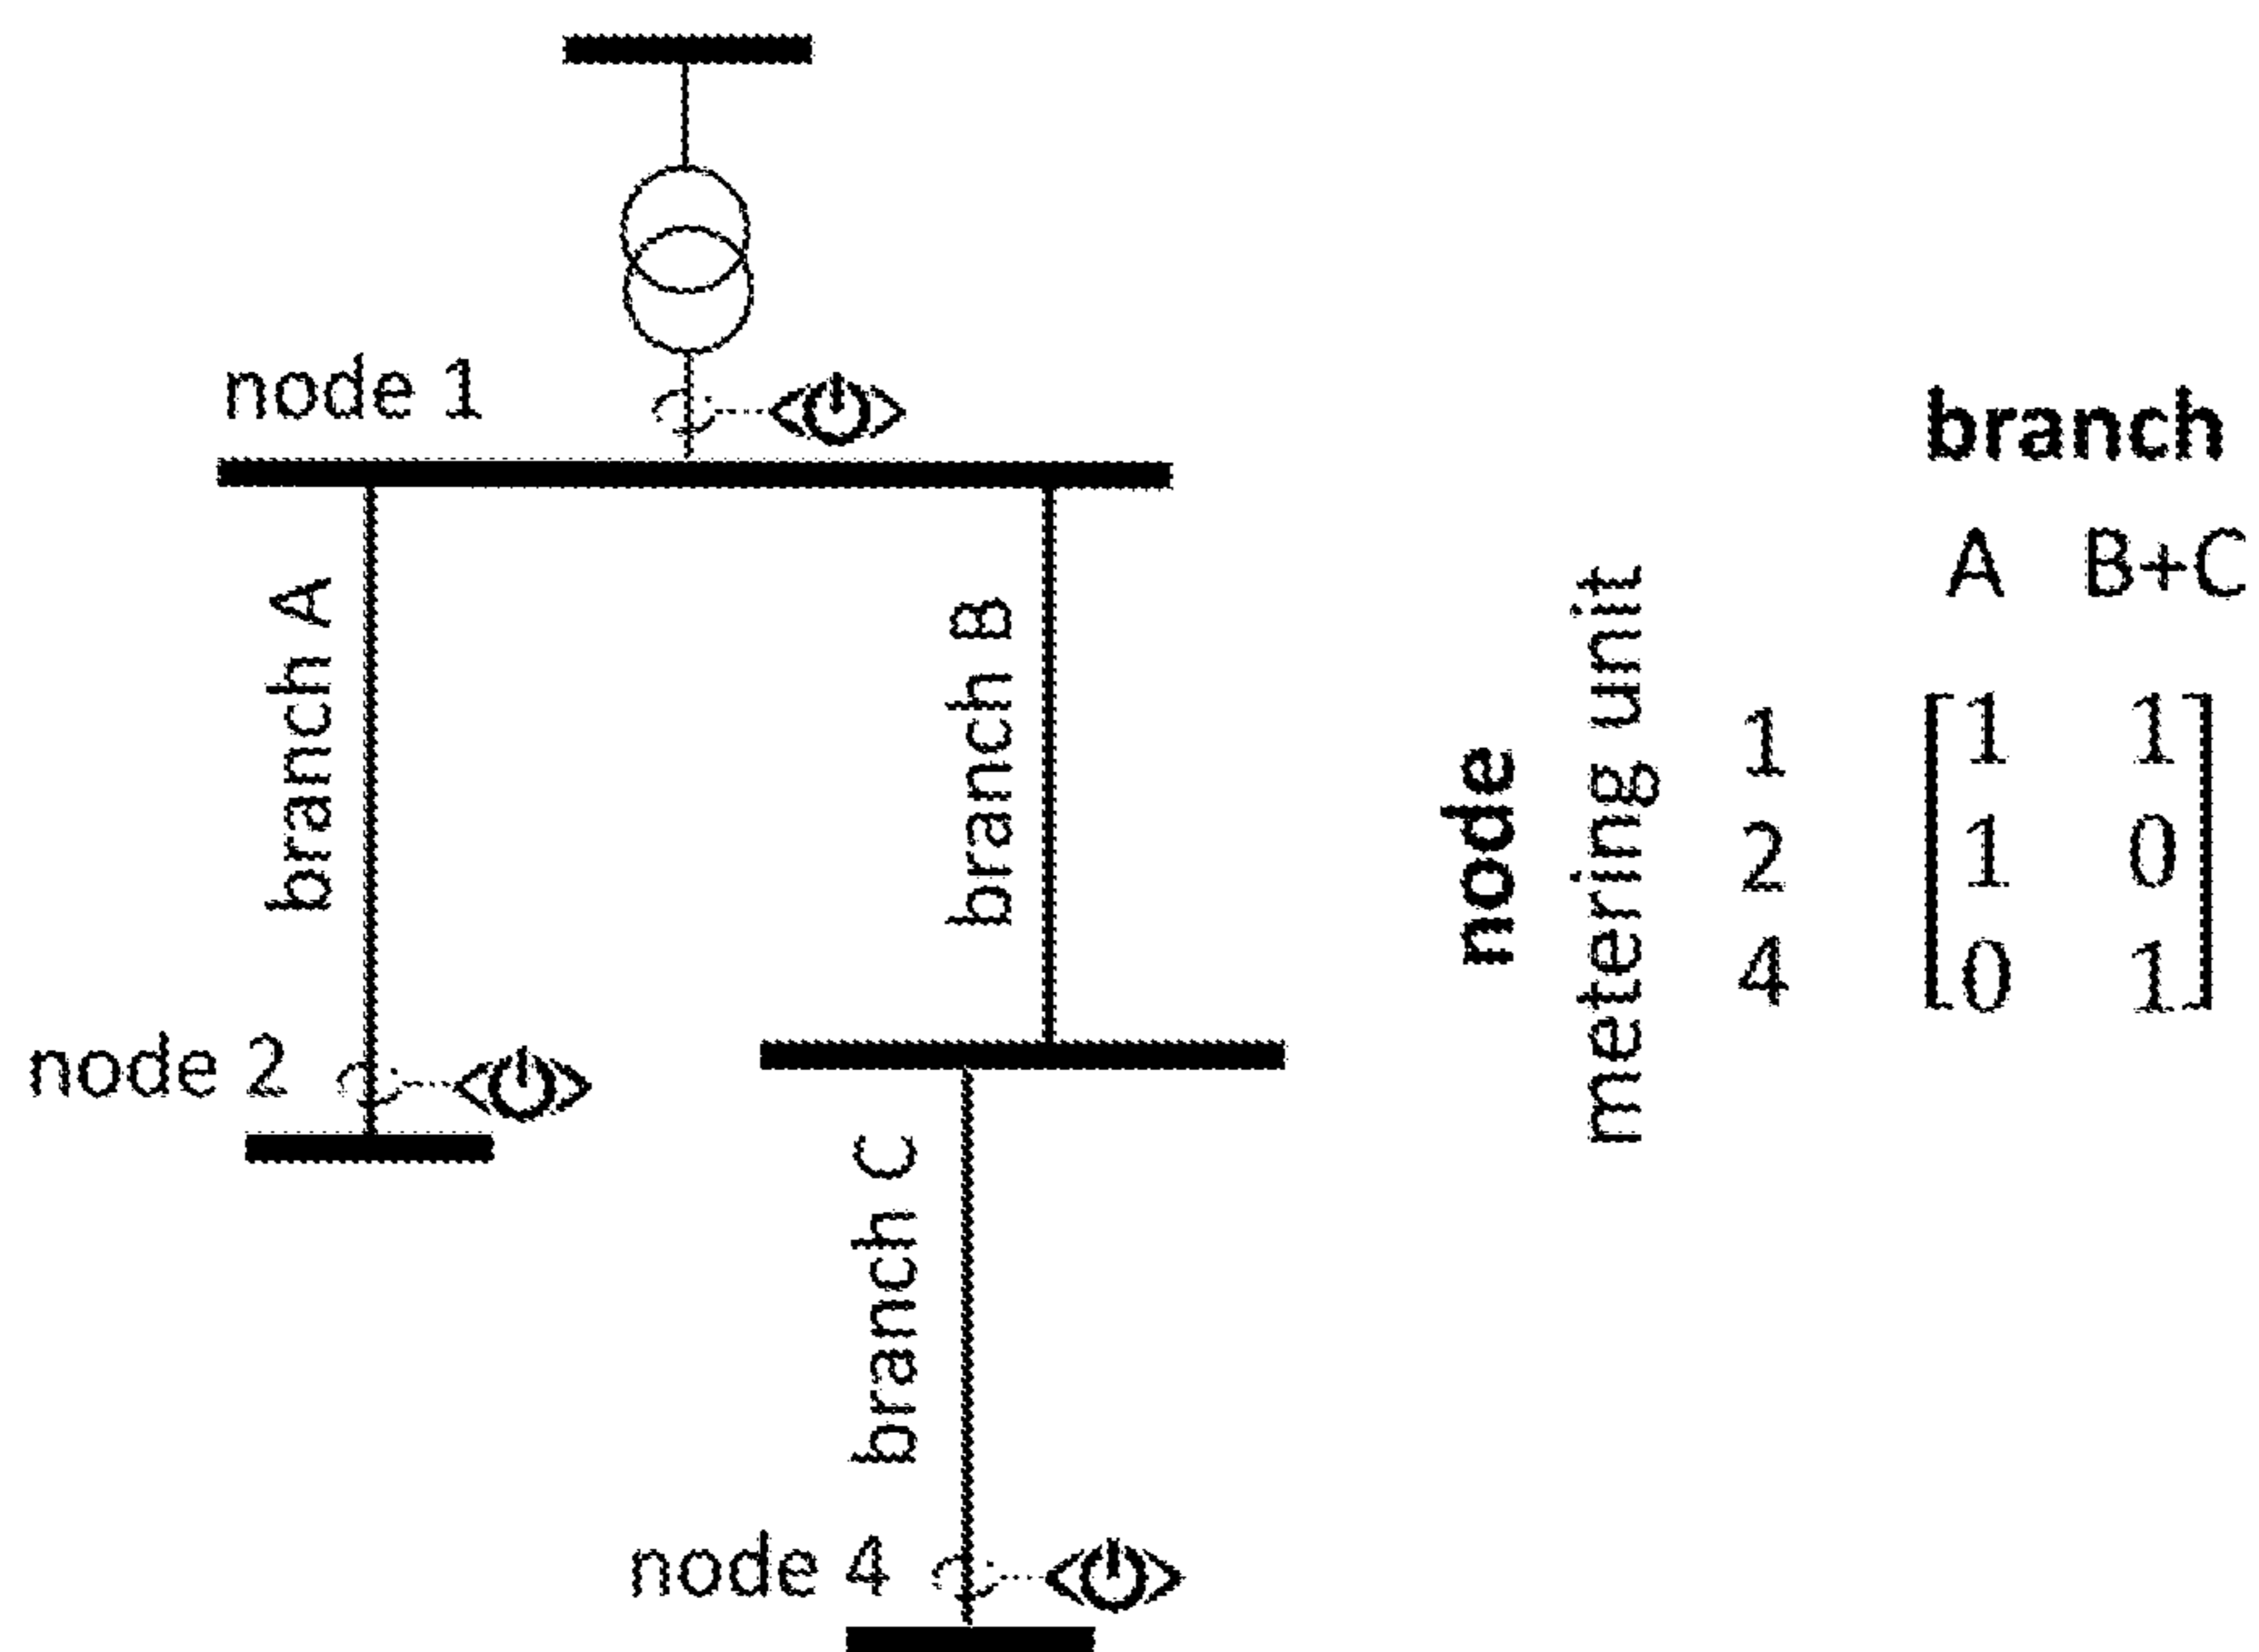 node 1
branch A
branch B
node 2
branch C
node 4
branch
A B+C
node
metering unit
1 1 1
2 1 0
4 0 1